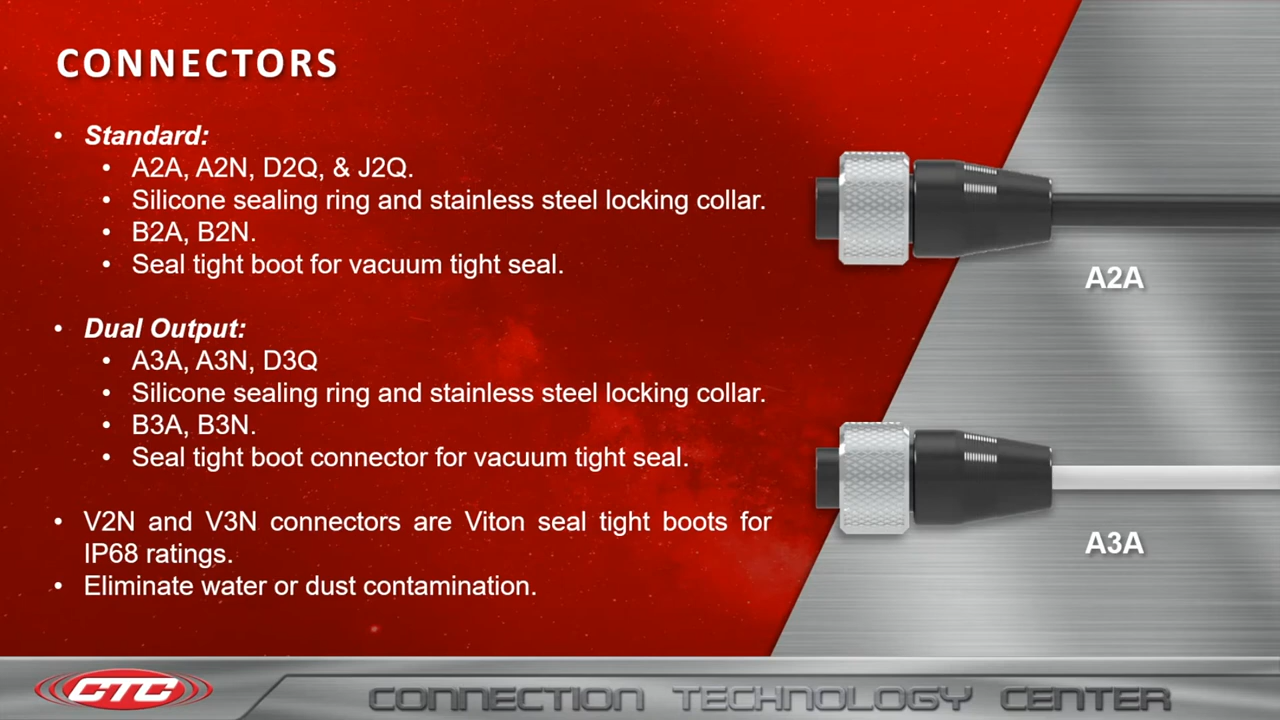 CONNECTORS
• Standard:
• A2A, A2N, D2Q, & J2Q.
• Silicone sealing ring and stainless steel locking collar.
• B2A, B2N.
• Seal tight boot for vacuum tight seal.
• Dual Output:
• A3A, A3N, D3Q
• Silicone sealing ring and stainless steel locking collar.
• B3A, B3N.
• Seal tight boot connector for vacuum tight seal.
• V2N and V3N connectors are Viton seal tight boots for
IP68 ratings.
• Eliminate water or dust contamination.
A2A
A3A
CTC
CONNECTION TECHNOLOGY CENTER